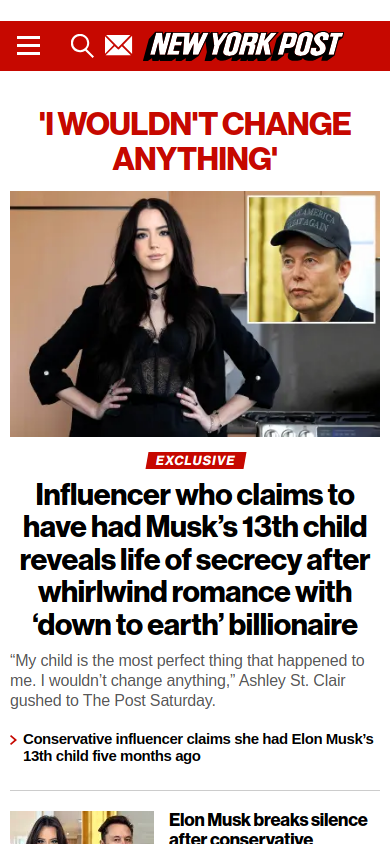 NEW YORK POST
'I WOULDN'T CHANGE
ANYTHING'
EXCLUSIVE
Influencer who claims to
have had Musk’s 13th child
reveals life of secrecy after
whirlwind romance with
‘down to earth’ billionaire
“My child is the most perfect thing that happened to
me. I wouldn’t change anything,” Ashley St. Clair
gushed to The Post Saturday.
Conservative influencer claims she had Elon Musk’s
13th child five months ago
Elon Musk breaks silence
after conservative